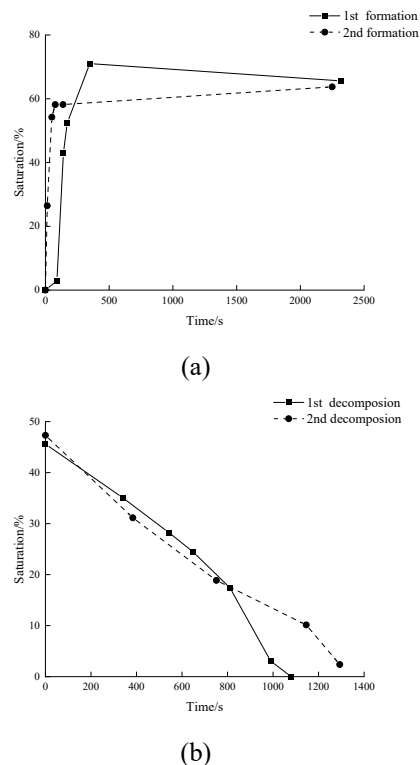 1st formation
2nd formation
80
60
40
20
0
0 500 1000 1500 2000 2500
Saturation/%
Time/s
(a)
1st decomposion
2nd decomposion
50
40
30
20
10
0
0 200 400 600 800 1000 1200 1400
Saturation/%
Time/s
(b)